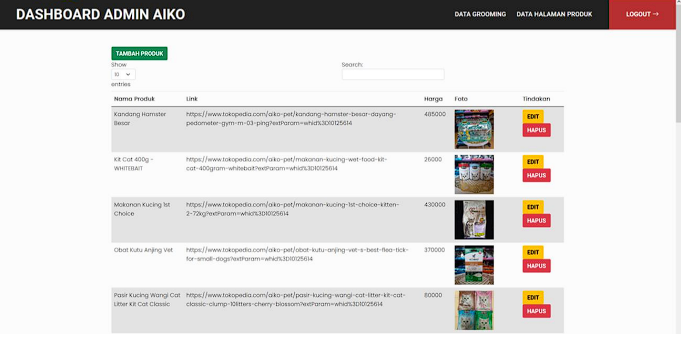 DASHBOARD ADMIN AIKO
DATA GROOMING
DATA HALAMAN PRODUK
LOGOUT →
TAMBAH PRODUK
Show
10
entries
Search:
Nama Produk
Link
Harga
Foto
Tindakan
Kandang Hamster
Besar
https://www.tokopedia.com/aiko-pet/kandang-hamster-besar-dayang-
pedometer-gym-m-03-ping?extParam=whid%3D10125614
485000
EDIT
HAPUS
Kit Cat 400g -
WHITEBAIT
https://www.tokopedia.com/aiko-pet/makanan-kucing-wet-food-kit-
cat-400gram-whitebait?extParam=whid%3D10125614
26000
EDIT
HAPUS
Makanan Kucing 1st
Choice
https://www.tokopedia.com/aiko-pet/makanan-kucing-1st-choice-kitten-
2-72kg?extParam=whid%3D10125614
430000
EDIT
HAPUS
Obat Kutu Anjing Vet
https://www.tokopedia.com/aiko-pet/obat-kutu-anjing-vet-s-best-flea-tick-
for-small-dogs?extParam=whid%3D10125614
370000
EDIT
HAPUS
Pasir Kucing Wangi Cat
Litter Kit Cat Classic
https://www.tokopedia.com/aiko-pet/pasir-kucing-wangi-cat-litter-kit-cat-
classic-clump-10liters-cherry-blossom?extParam=whid%3D10125614
80000
EDIT
HAPUS